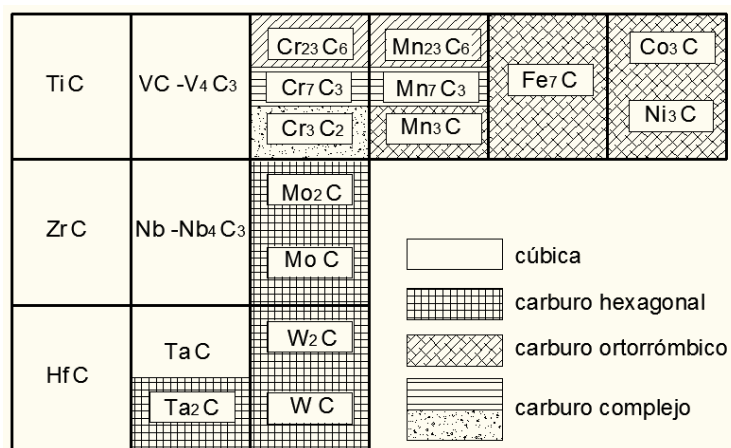 Ti C
VC -V4 C3
Cr23 C6
Cr7 C3
Cr3 C2
Mn23 C6
Mn7 C3
Mn3 C
Fe7 C
Co3 C
Ni3 C
Zr C
Nb -Nb4 C3
Mo2 C
Mo C
Hf C
Ta C
Ta2 C
W2 C
W C
cúbica
carburo hexagonal
carburo ortorrómbico
carburo complejo